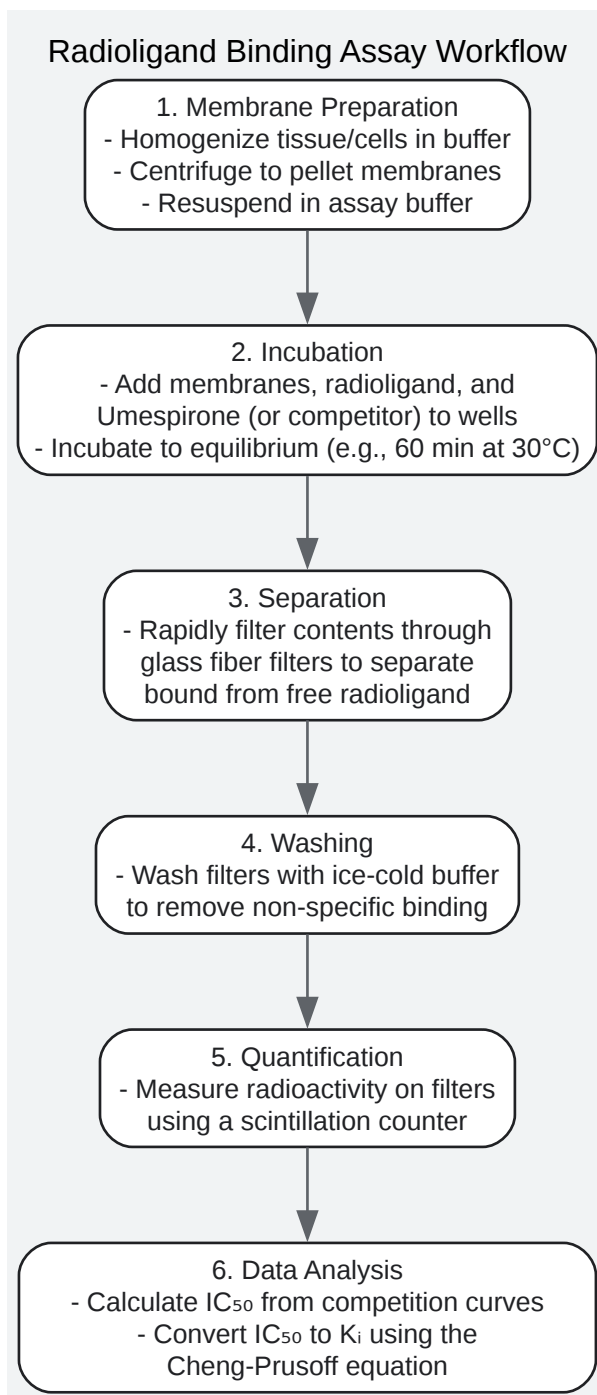 Radioligand Binding Assay Workflow
1. Membrane Preparation
- Homogenize tissue/cells in buffer
- Centrifuge to pellet membranes
- Resuspend in assay buffer
2. Incubation
- Add membranes, radioligand, and
Umespirone (or competitor) to wells
- Incubate to equilibrium (e.g., 60 min at 30°C)
3. Separation
- Rapidly filter contents through
glass fiber filters to separate
bound from free radioligand
4. Washing
- Wash filters with ice-cold buffer
to remove non-specific binding
5. Quantification
- Measure radioactivity on filters
using a scintillation counter
6. Data Analysis
- Calculate IC₅₀ from competition curves
- Convert IC₅₀ to Kᵢ using the
Cheng-Prusoff equation